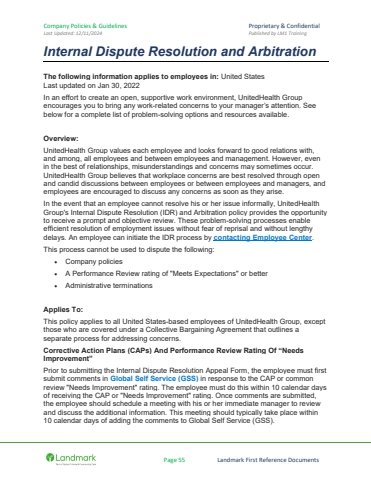 Company Policies & Guidelines
Proprietary & Confidential
Last Updated: 12/11/2024
Published by LMS Training
Internal Dispute Resolution and Arbitration
The following information applies to employees in: United States
Last updated on Jan 30, 2022
In an effort to create an open, supportive work environment, UnitedHealth Group
encourages you to bring any work-related concerns to your manager's attention. See
below for a complete list of problem-solving options and resources available.
Overview:
UnitedHealth Group values each employee and looks forward to good relations with,
and among, all employees and between employees and management. However, even
in the best of relationships, misunderstandings and concerns may sometimes occur.
UnitedHealth Group believes that workplace concerns are best resolved through open
and candid discussions between employees or between employees and managers, and
employees are encouraged to discuss any concerns as soon as they arise.
In the event that an employee cannot resolve his or her issue informally, UnitedHealth
Group's Internal Dispute Resolution (IDR) and Arbitration policy provides the opportunity
to receive a prompt and objective review. These problem-solving processes enable
efficient resolution of employment issues without fear of reprisal and without lengthy
delays. An employee can initiate the IDR process by contacting Employee Center.
This process cannot be used to dispute the following:
• Company policies
• A Performance Review rating of "Meets Expectations" or better
• Administrative terminations
Applies To:
This policy applies to all United States-based employees of UnitedHealth Group, except
those who are covered under a Collective Bargaining Agreement that outlines a
separate process for addressing concerns.
Corrective Action Plans (CAPs) And Performance Review Rating Of "Needs
Improvement"
Prior to submitting the Internal Dispute Resolution Appeal Form, the employee must first
submit comments in Global Self Service (GSS) in response to the CAP or common
review "Needs Improvement" rating. The employee must do this within 10 calendar days
of receiving the CAP or "Needs Improvement" rating. Once comments are submitted,
the employee should schedule a meeting with his or her immediate manager to review
and discuss the additional information. This meeting should typically take place within
10 calendar days of adding the comments to Global Self Service (GSS).
Landmark
Page 55
Landmark First Reference Documents